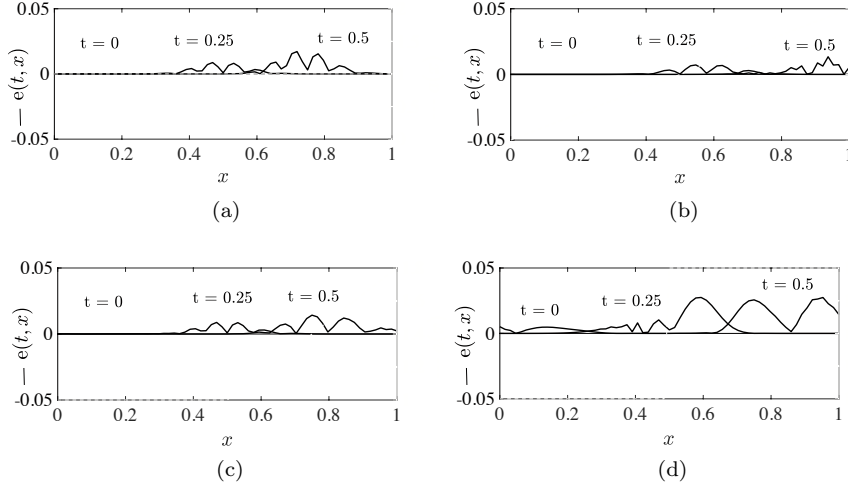 0.05
t = 0
t = 0.25
t = 0.5
0
-0.05
— e(t, x)
0 0.2 0.4 0.6 0.8 1
x
(a)
0.05
t = 0
t = 0.25
t = 0.5
0
-0.05
— e(t, x)
0 0.2 0.4 0.6 0.8 1
x
(b)
0.05
t = 0
t = 0.25
t = 0.5
0
-0.05
— e(t, x)
0 0.2 0.4 0.6 0.8 1
x
(c)
0.05
t = 0
t = 0.25
t = 0.5
0
-0.05
— e(t, x)
0 0.2 0.4 0.6 0.8 1
x
(d)